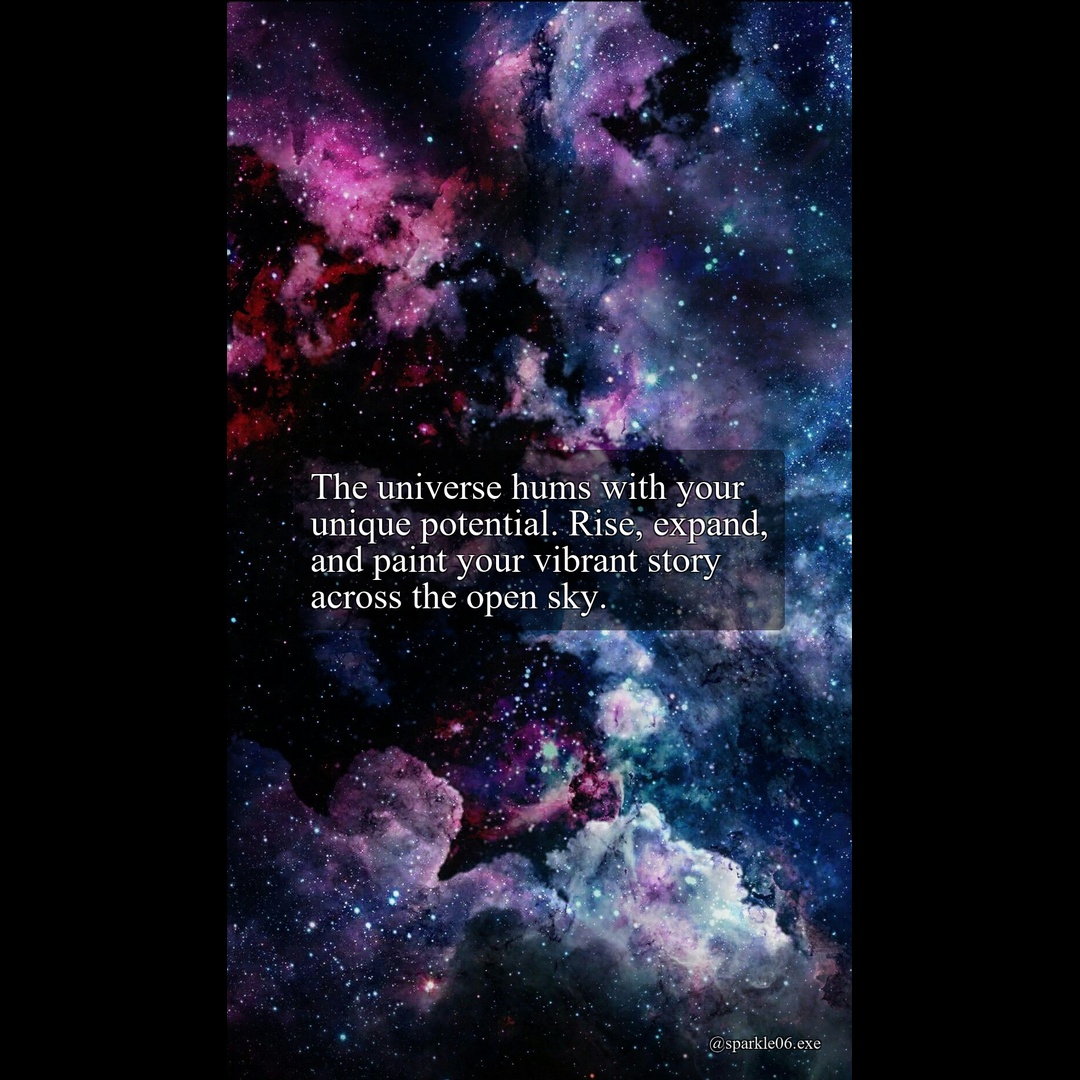 The universe hums with your
unique potential. Rise, expand,
and paint your vibrant story
across the open sky.
@sparkle06.exe